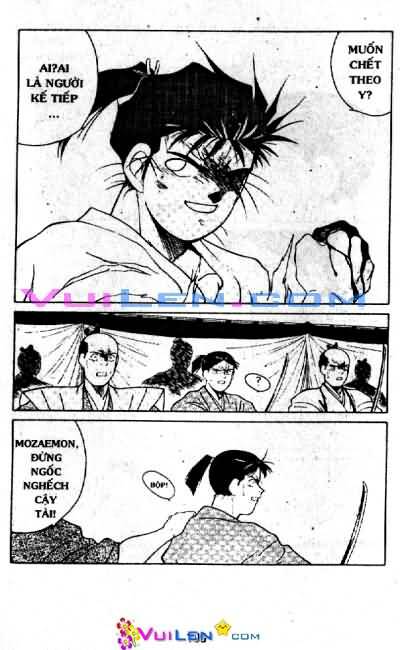 AI? AI
LÀ NGƯỜI
KẾ TIẾP
...
MUỐN
CHẾT
THEO
Y?
VUILEN.COM
?
MOZAEMON,
ĐỪNG
NGỐC
NGHẾCH
CẬY
TÀI!
BỘP!
VUILEN.COM